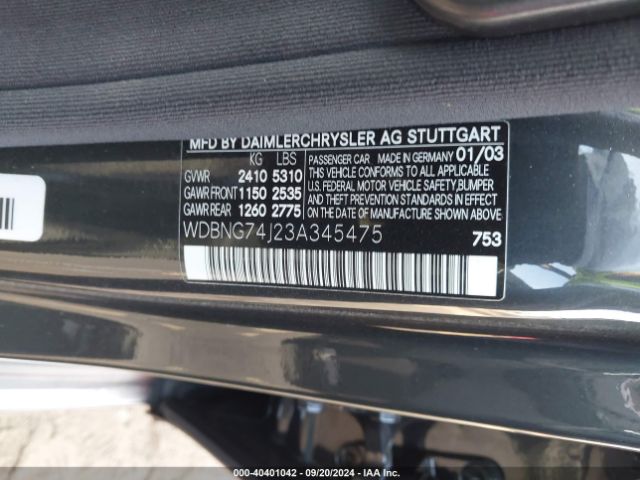 MFD BY DAIMLERCHRYSLER AG STUTTGART
KG LBS
GVWR 2410 5310
GAWR FRONT 1150 2535
GAWR REAR 1260 2775
PASSENGER CAR MADE IN GERMANY 01/03
THIS VEHICLE CONFORMS TO ALL APPLICABLE
U.S. FEDERAL MOTOR VEHICLE SAFETY, BUMPER
AND THEFT PREVENTION STANDARDS IN EFFECT
ON THE DATE OF MANUFACTURE SHOWN ABOVE.
WDBNG74J23A345475
753
000-40401042 - 09/20/2024 - IAA Inc.